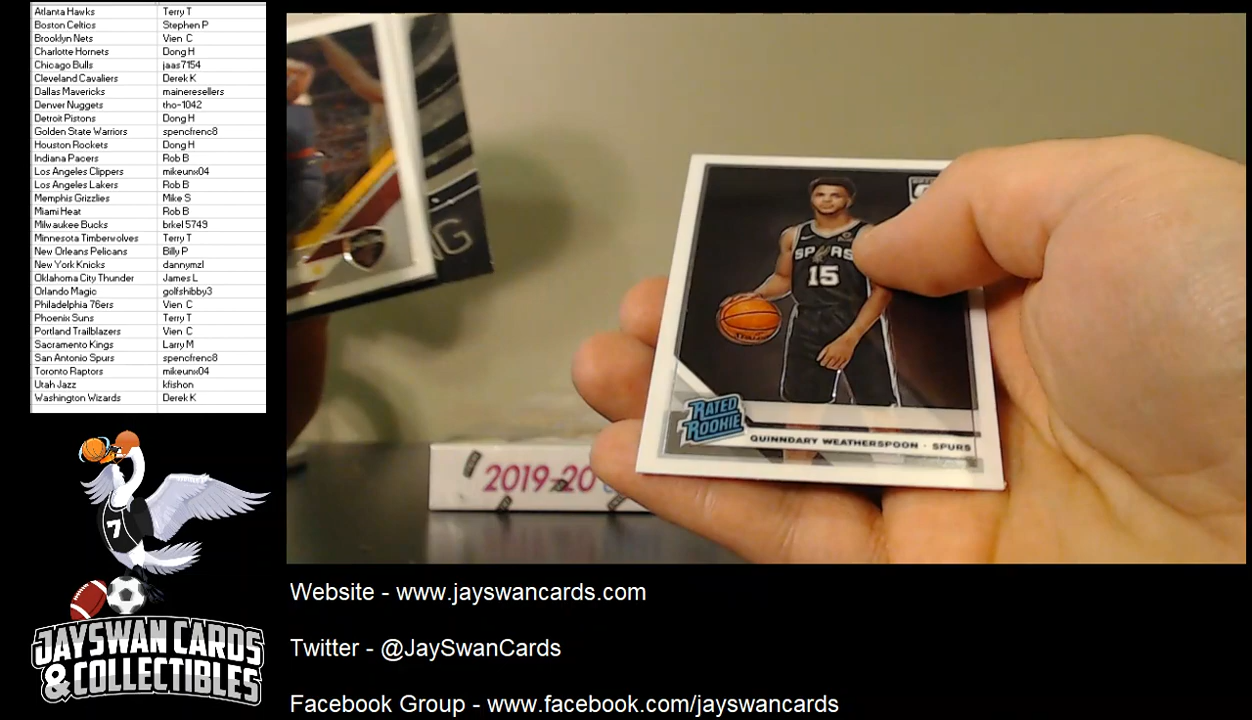 Atlanta Hawks Terry T
Boston Celtics Stephen P
Brooklyn Nets Vien C
Charlotte Hornets Dong H
Chicago Bulls jaas7154
Cleveland Cavaliers Derek K
Dallas Mavericks maineresellers
Denver Nuggets tho-1042
Detroit Pistons Dong H
Golden State Warriors spencfrenc8
Houston Rockets Dong H
Indiana Pacers Rob B
Los Angeles Clippers mikeunx04
Los Angeles Lakers Rob B
Memphis Grizzlies Mike S
Miami Heat Rob B
Milwaukee Bucks brkel5749
Minnesota Timberwolves Terry T
New Orleans Pelicans Billy P
New York Knicks dannymzl
Oklahoma City Thunder James L
Orlando Magic golfshibby3
Philadelphia 76ers Vien C
Phoenix Suns Terry T
Portland Trailblazers Vien C
Sacramento Kings Larry M
San Antonio Spurs spencfrenc8
Toronto Raptors mikeunx04
Utah Jazz kfishon
Washington Wizards Derek K
SPURS
15
RATED
ROOKIE
QUINNDARY WEATHERSPOON · SPURS
2019-20
7
JAYSWAN CARDS
& COLLECTIBLES
Website - www.jayswancards.com
Twitter - @JaySwanCards
Facebook Group - www.facebook.com/jayswancards